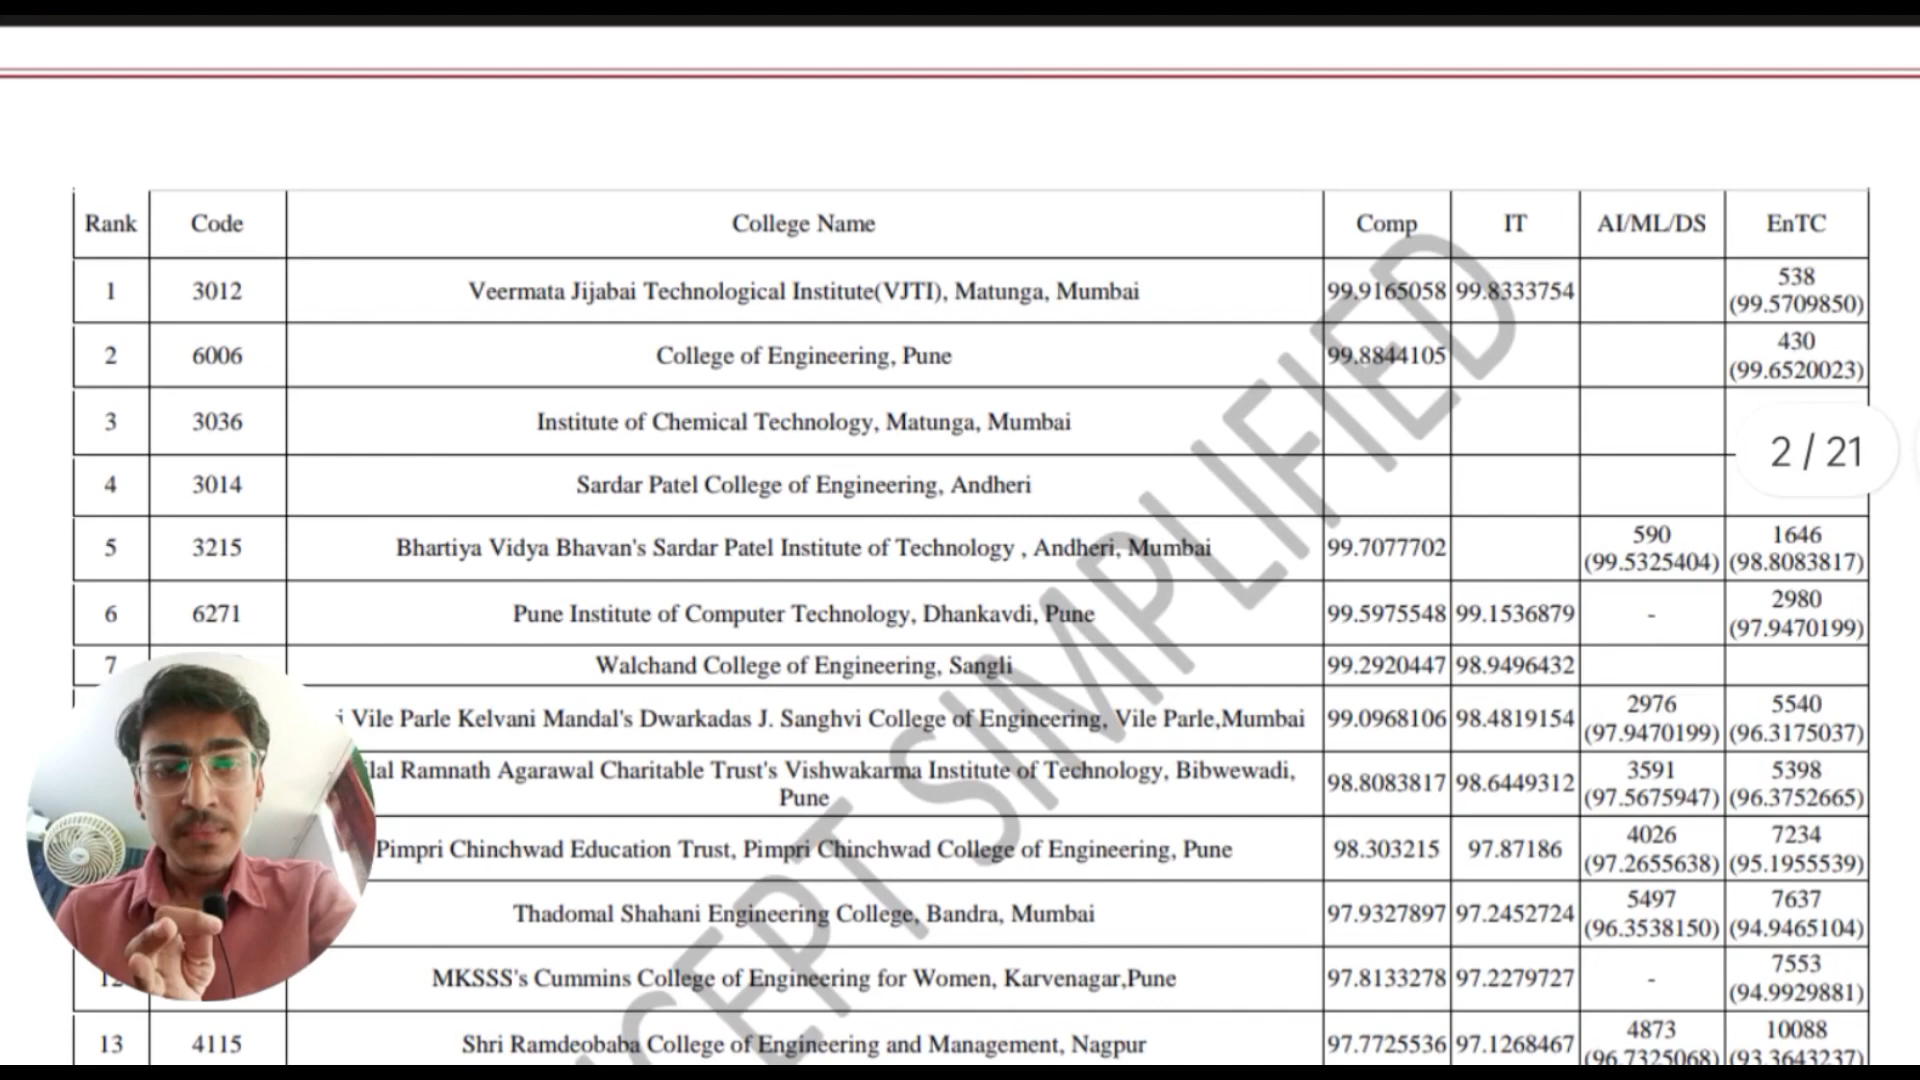 Rank Code College Name Comp IT AI/ML/DS EnTC
1 3012 Veermata Jijabai Technological Institute(VJTI), Matunga, Mumbai 99.9165058 99.8333754 538
(99.5709850)
2 6006 College of Engineering, Pune 99.8844105 430
(99.6520023)
3 3036 Institute of Chemical Technology, Matunga, Mumbai
2 / 21
4 3014 Sardar Patel College of Engineering, Andheri
5 3215 Bhartiya Vidya Bhavan's Sardar Patel Institute of Technology , Andheri, Mumbai 99.7077702 590 1646
(99.5325404) (98.8083817)
6 6271 Pune Institute of Computer Technology, Dhankavdi, Pune 99.5975548 99.1536879 - 2980
(97.9470199)
7 Walchand College of Engineering, Sangli 99.2920447 98.9496432
i Vile Parle Kelvani Mandal's Dwarkadas J. Sanghvi College of Engineering, Vile Parle,Mumbai 99.0968106 98.4819154 2976 5540
(97.9470199) (96.3175037)
lal Ramnath Agarawal Charitable Trust's Vishwakarma Institute of Technology, Bibwewadi,
Pune 98.8083817 98.6449312 3591 5398
(97.5675947) (96.3752665)
Pimpri Chinchwad Education Trust, Pimpri Chinchwad College of Engineering, Pune 98.303215 97.87186 4026 7234
(97.2655638) (95.1955539)
Thadomal Shahani Engineering College, Bandra, Mumbai 97.9327897 97.2452724 5497 7637
(96.3538150) (94.9465104)
12 MKSSS's Cummins College of Engineering for Women, Karvenagar,Pune 97.8133278 97.2279727 - 7553
(94.9929881)
13 4115 Shri Ramdeobaba College of Engineering and Management, Nagpur 97.7725536 97.1268467 4873 10088
(96.7325068) (93.3643237)
CEPT SIMPLIFIED